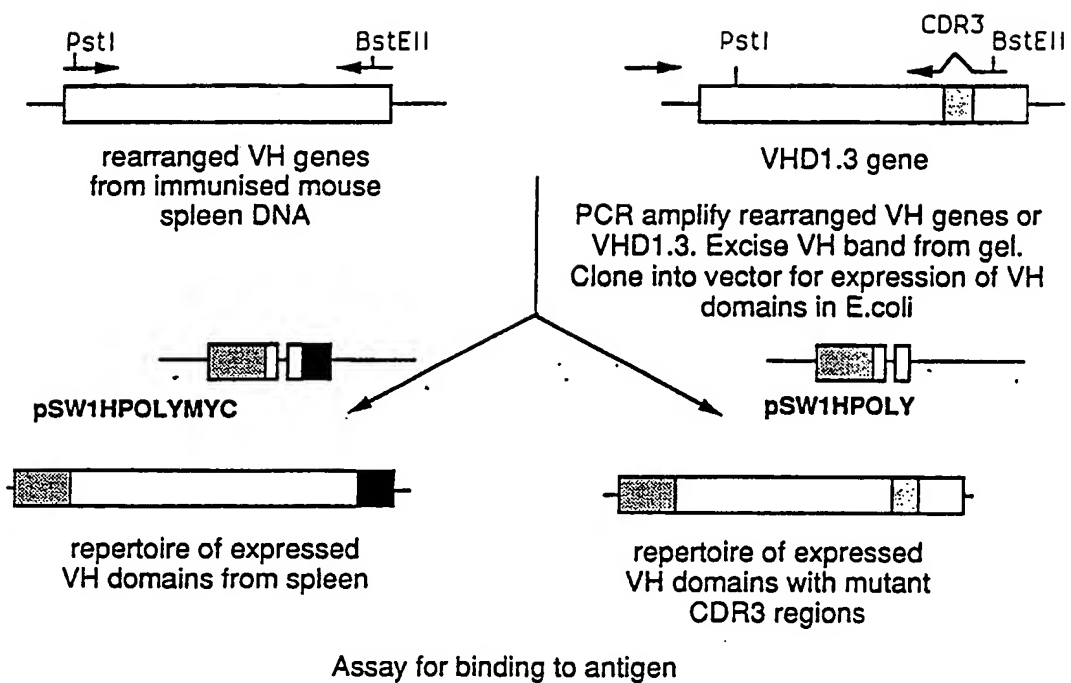 PstI
BstEII
rearranged VH genes
from immunised mouse
spleen DNA
PstI
CDR3
BstEII
VHD1.3 gene
PCR amplify rearranged VH genes or
VHD1.3. Excise VH band from gel.
Clone into vector for expression of VH
domains in E.coli
pSW1HPOLYMYC
pSW1HPOLY
repertoire of expressed
VH domains from spleen
repertoire of expressed
VH domains with mutant
CDR3 regions
Assay for binding to antigen